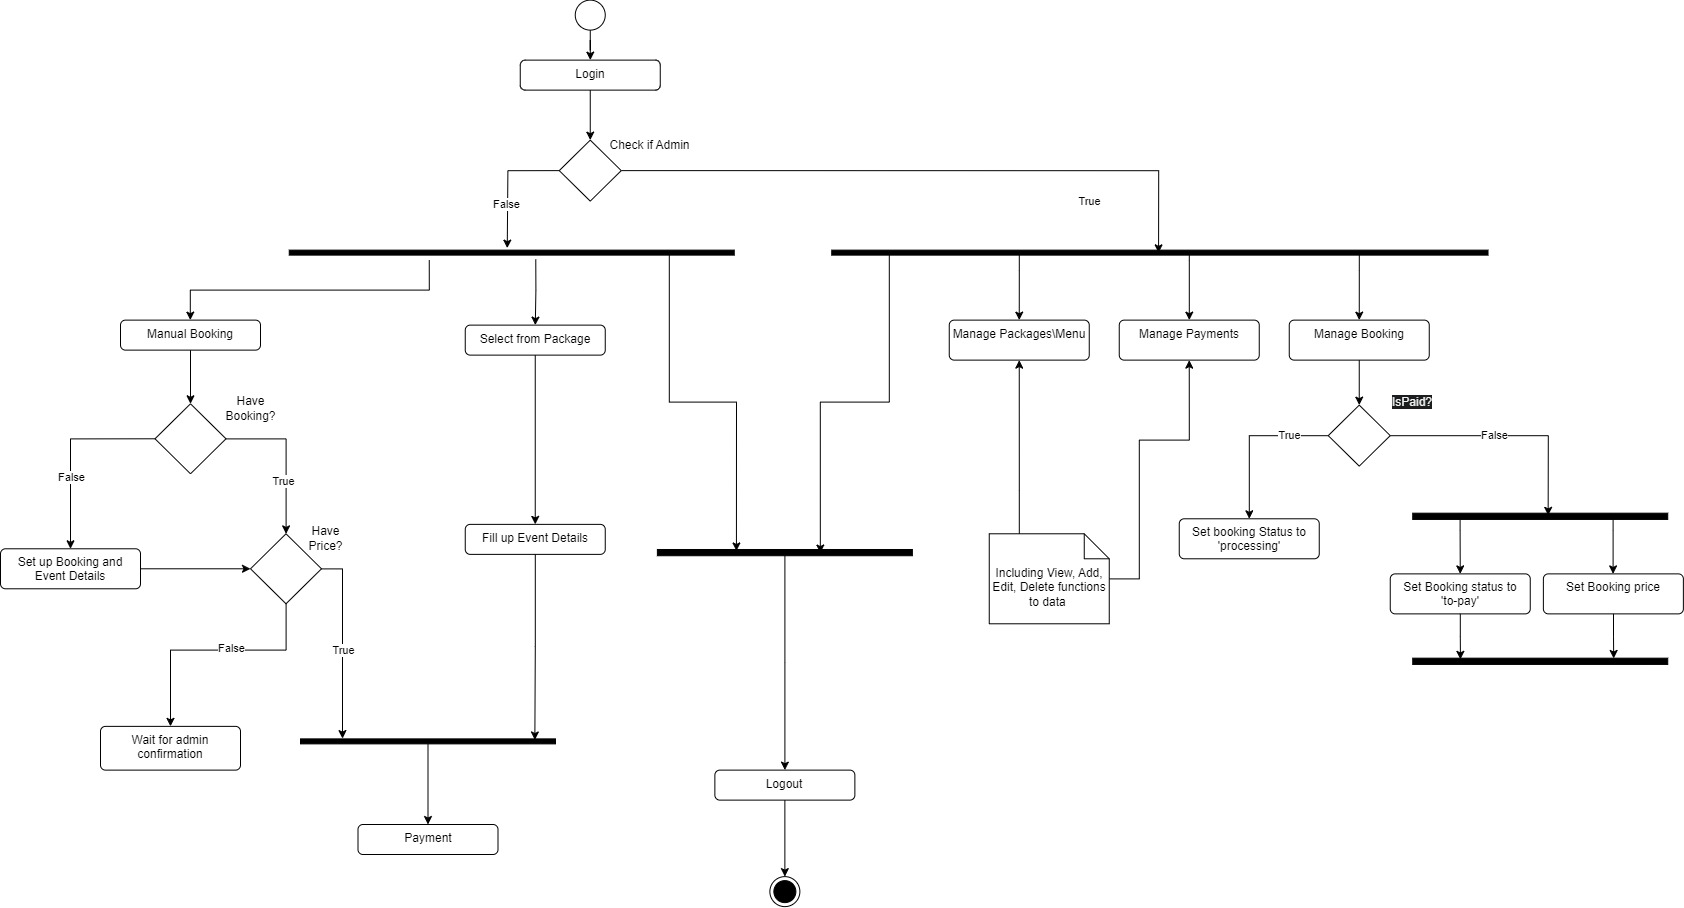 Login
Check if Admin
False
True
Manual Booking
Select from Package
Manage Packages\Menu
Manage Payments
Manage Booking
Have
Booking?
IsPaid?
True
False
False
True
Have
Price?
Set up Booking and
Event Details
Fill up Event Details
Set booking Status to
'processing'
Including View, Add,
Edit, Delete functions
to data
Set Booking status to
'to-pay'
Set Booking price
False
True
Wait for admin
confirmation
Logout
Payment